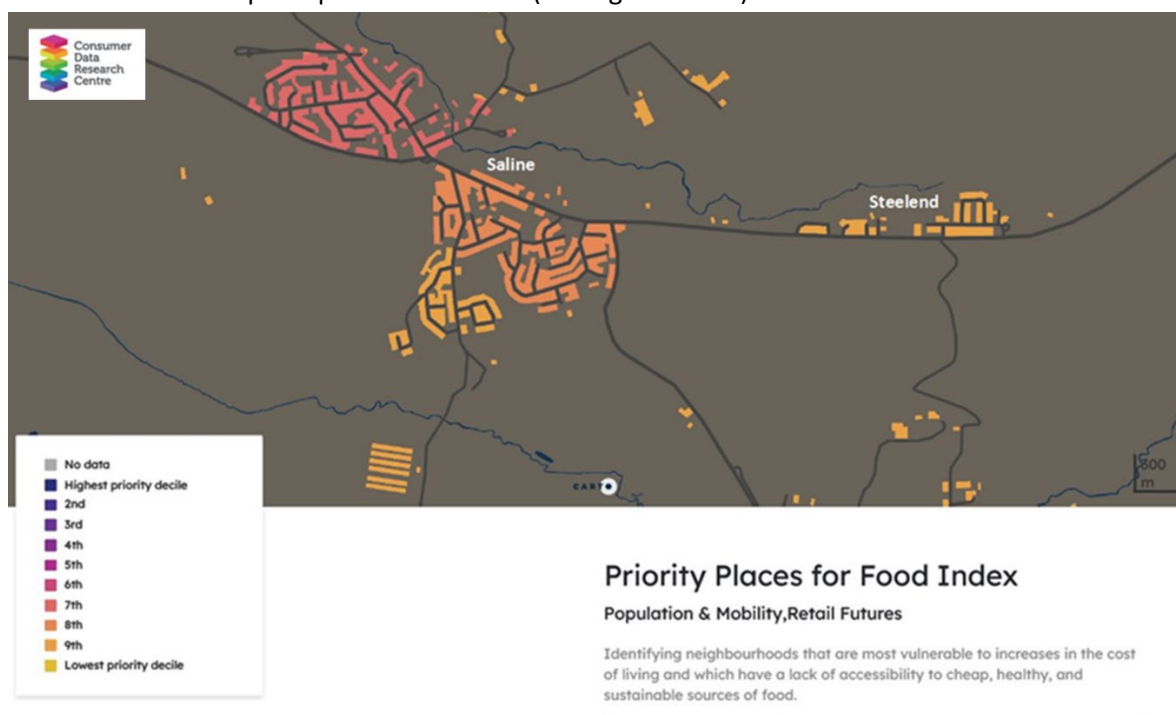 Consumer
Data
Research
Centre
Saline
Steelend
CARTO
m
No data
Highest priority decile
2nd
3rd
4th
5th
6th
7th
8th
9th
Lowest priority decile
Priority Places for Food Index
Population & Mobility,Retail Futures
Identifying neighbourhoods that are most vulnerable to increases in the cost
of living and which have a lack of accessibility to cheap, healthy, and
sustainable sources of food.